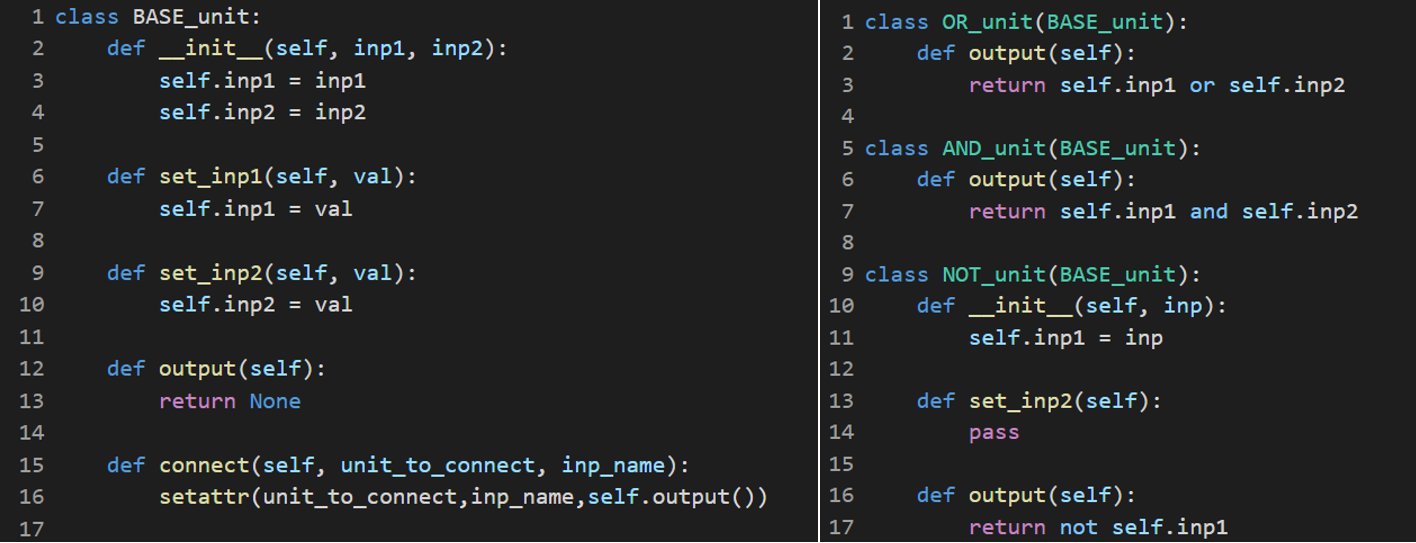 1 class BASE_unit:
2     def __init__(self, inp1, inp2):
3         self.inp1 = inp1
4         self.inp2 = inp2
5
6     def set_inp1(self, val):
7         self.inp1 = val
8
9     def set_inp2(self, val):
10         self.inp2 = val
11
12     def output(self):
13         return None
14
15     def connect(self, unit_to_connect, inp_name):
16         setattr(unit_to_connect,inp_name,self.output())
17
1 class OR_unit(BASE_unit):
2     def output(self):
3         return self.inp1 or self.inp2
4
5 class AND_unit(BASE_unit):
6     def output(self):
7         return self.inp1 and self.inp2
8
9 class NOT_unit(BASE_unit):
10     def __init__(self, inp):
11         self.inp1 = inp
12
13     def set_inp2(self):
14         pass
15
16     def output(self):
17         return not self.inp1